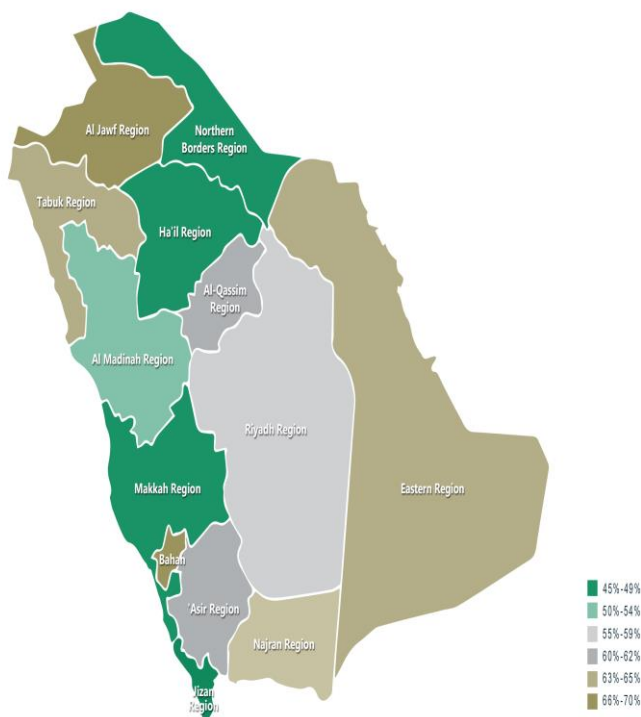 Al Jawf Region
Northern
Borders Region
Tabuk Region
Ha'il Region
Al-Qassim
Region
Al Madinah Region
Riyadh Region
Makkah Region
Eastern Region
Bahah
'Asir Region
Najran Region
Jizan
Region
45%-49%
50%-54%
55%-59%
60%-62%
63%-65%
66%-70%